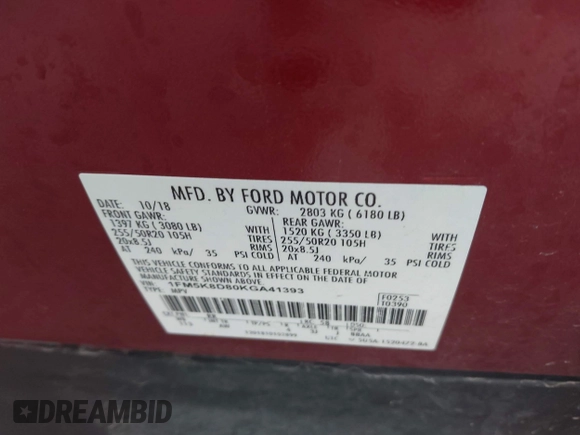 MFD. BY FORD MOTOR CO.
DATE: 10/18 GVWR: 2803 KG ( 6180 LB)
FRONT GAWR: REAR GAWR:
1397 KG ( 3080 LB) WITH 1520 KG ( 3350 LB) WITH
255/50R20 105H TIRES 255/50R20 105H TIRES
20x8.5J RIMS 20x8.5J RIMS
AT 240 kPa/ 35 PSI COLD AT 240 kPa/ 35 PSI COLD
THIS VEHICLE CONFORMS TO ALL APPLICABLE FEDERAL MOTOR
VEHICLE SAFETY STANDARDS IN EFFECT ON THE DATE OF
MANUFACTURE SHOWN ABOVE.
VIN: 1FM5K8D80KGA41393
TYPE: MPV
F0253
T0390
DREAMBID